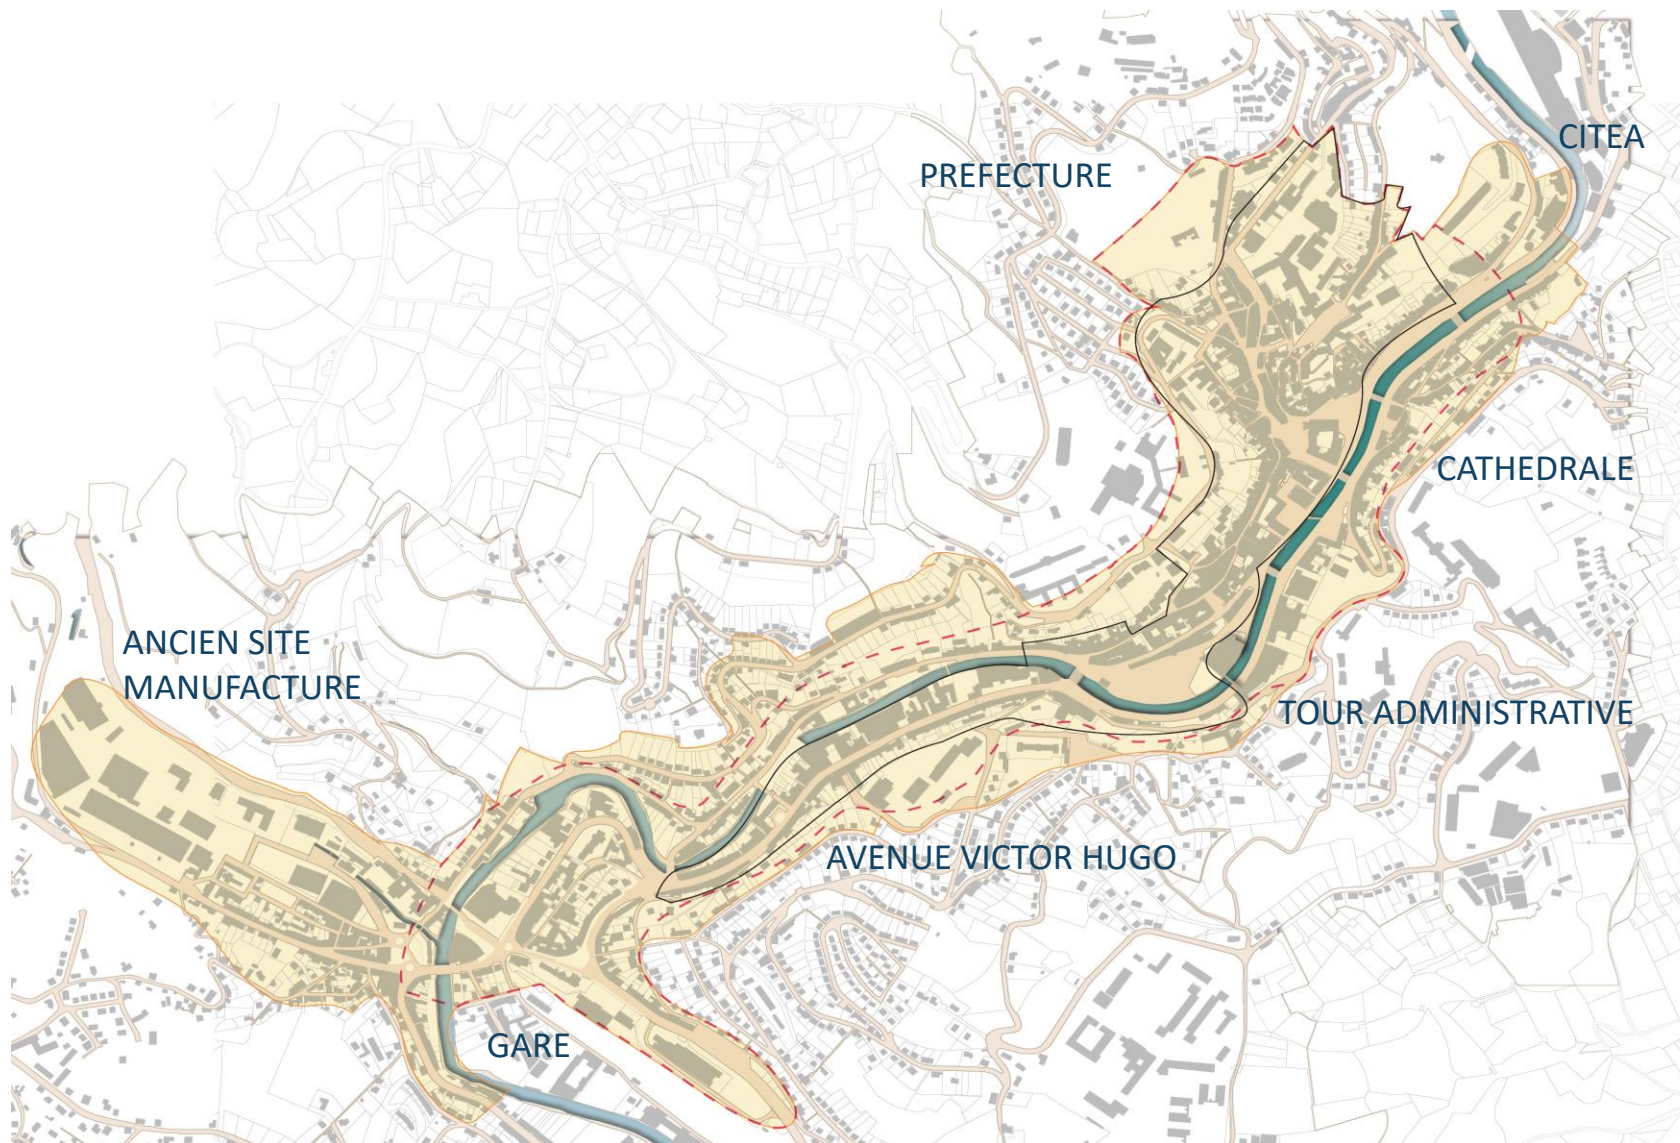 CITEA
PREFECTURE
CATHEDRALE
ANCIEN SITE
MANUFACTURE
TOUR ADMINISTRATIVE
AVENUE VICTOR HUGO
GARE